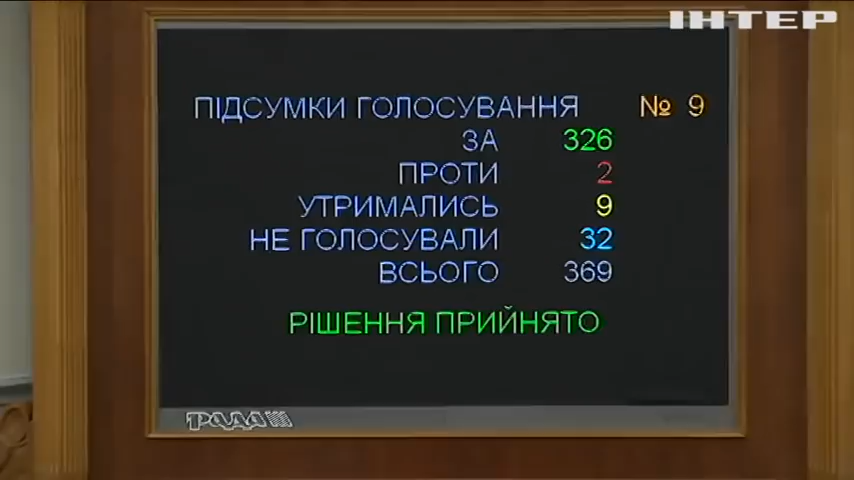 ІНТЕР
ПІДСУМКИ ГОЛОСУВАННЯ № 9
ЗА 326
ПРОТИ 2
УТРИМАЛИСЬ 9
НЕ ГОЛОСУВАЛИ 32
ВСЬОГО 369
РІШЕННЯ ПРИЙНЯТО
РАДА